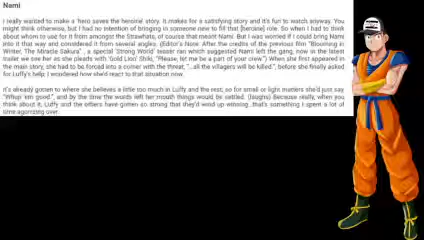 Nami
I really wanted to make a 'hero saves the heroine' story. It makes for a satisfying story and it's fun to watch anyway. You
might think otherwise, but I had no intention of bringing in someone new to fill that [heroine] role. So when I had to think
about whom to use for it from amongst the Strawhats, of course that meant Nami. But I was worried if I could bring Nami
into it that way and considered it from several angles. (Editor's Note: After the credits of the previous film "Blooming in
Winter, The Miracle Sakura", a special 'Strong World' teaser ran which suggested Nami left the gang, now in the latest
trailer we see her as she pleads with 'Gold Lion' Shiki, "Please, let me be a part of your crew.") When she first appeared in
the main story, she had to be forced into a corner with the threat, "...all the villagers will be killed.", before she finally asked
for Luffy's help. I wondered how she'd react to that situation now.
It's already gotten to where she believes a little too much in Luffy and the rest, so for small or light matters she'd just say,
"Whup 'em good.", and by the time the words left her mouth things would be settled. (laughs) Because really, when you
think about it, Luffy and the others have gotten so strong that they'd wind up winning...that's something I spent a lot of
time agonizing over.